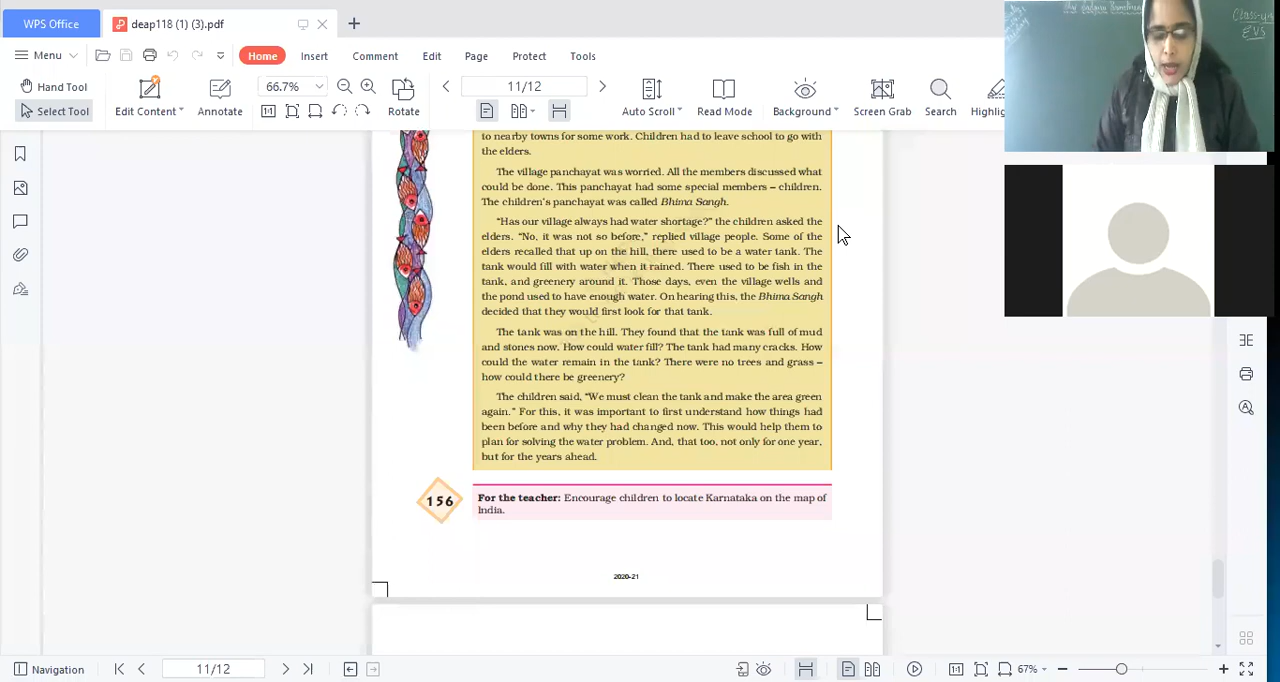 WPS Office
deap118 (1) (3).pdf
Menu
Home
Insert
Comment
Edit
Page
Protect
Tools
Hand Tool
Select Tool
Edit Content
Annotate
66.7%
Rotate
11/12
Auto Scroll
Read Mode
Background
Screen Grab
Search
Highlig
Class-
EVS
to nearby towns for some work. Children had to leave school to go with
the elders.
The village panchayat was worried. All the members discussed what
could be done. This panchayat had some special members – children.
The children's panchayat was called Bhima Sangh.
"Has our village always had water shortage?" the children asked the
elders. "No, it was not so before," replied village people. Some of the
elders recalled that up on the hill, there used to be a water tank. The
tank would fill with water when it rained. There used to be fish in the
tank, and greenery around it. Those days, even the village wells and
the pond used to have enough water. On hearing this, the Bhima Sangh
decided that they would first look for that tank.
The tank was on the hill. They found that the tank was full of mud
and stones now. How could water fill? The tank had many cracks. How
could the water remain in the tank? There were no trees and grass –
how could there be greenery?
The children said, "We must clean the tank and make the area green
again." For this, it was important to first understand how things had
been before and why they had changed now. This would help them to
plan for solving the water problem. And, that too, not only for one year,
but for the years ahead.
156
For the teacher: Encourage children to locate Karnataka on the map of
India.
2020-21
Navigation
11/12
67%